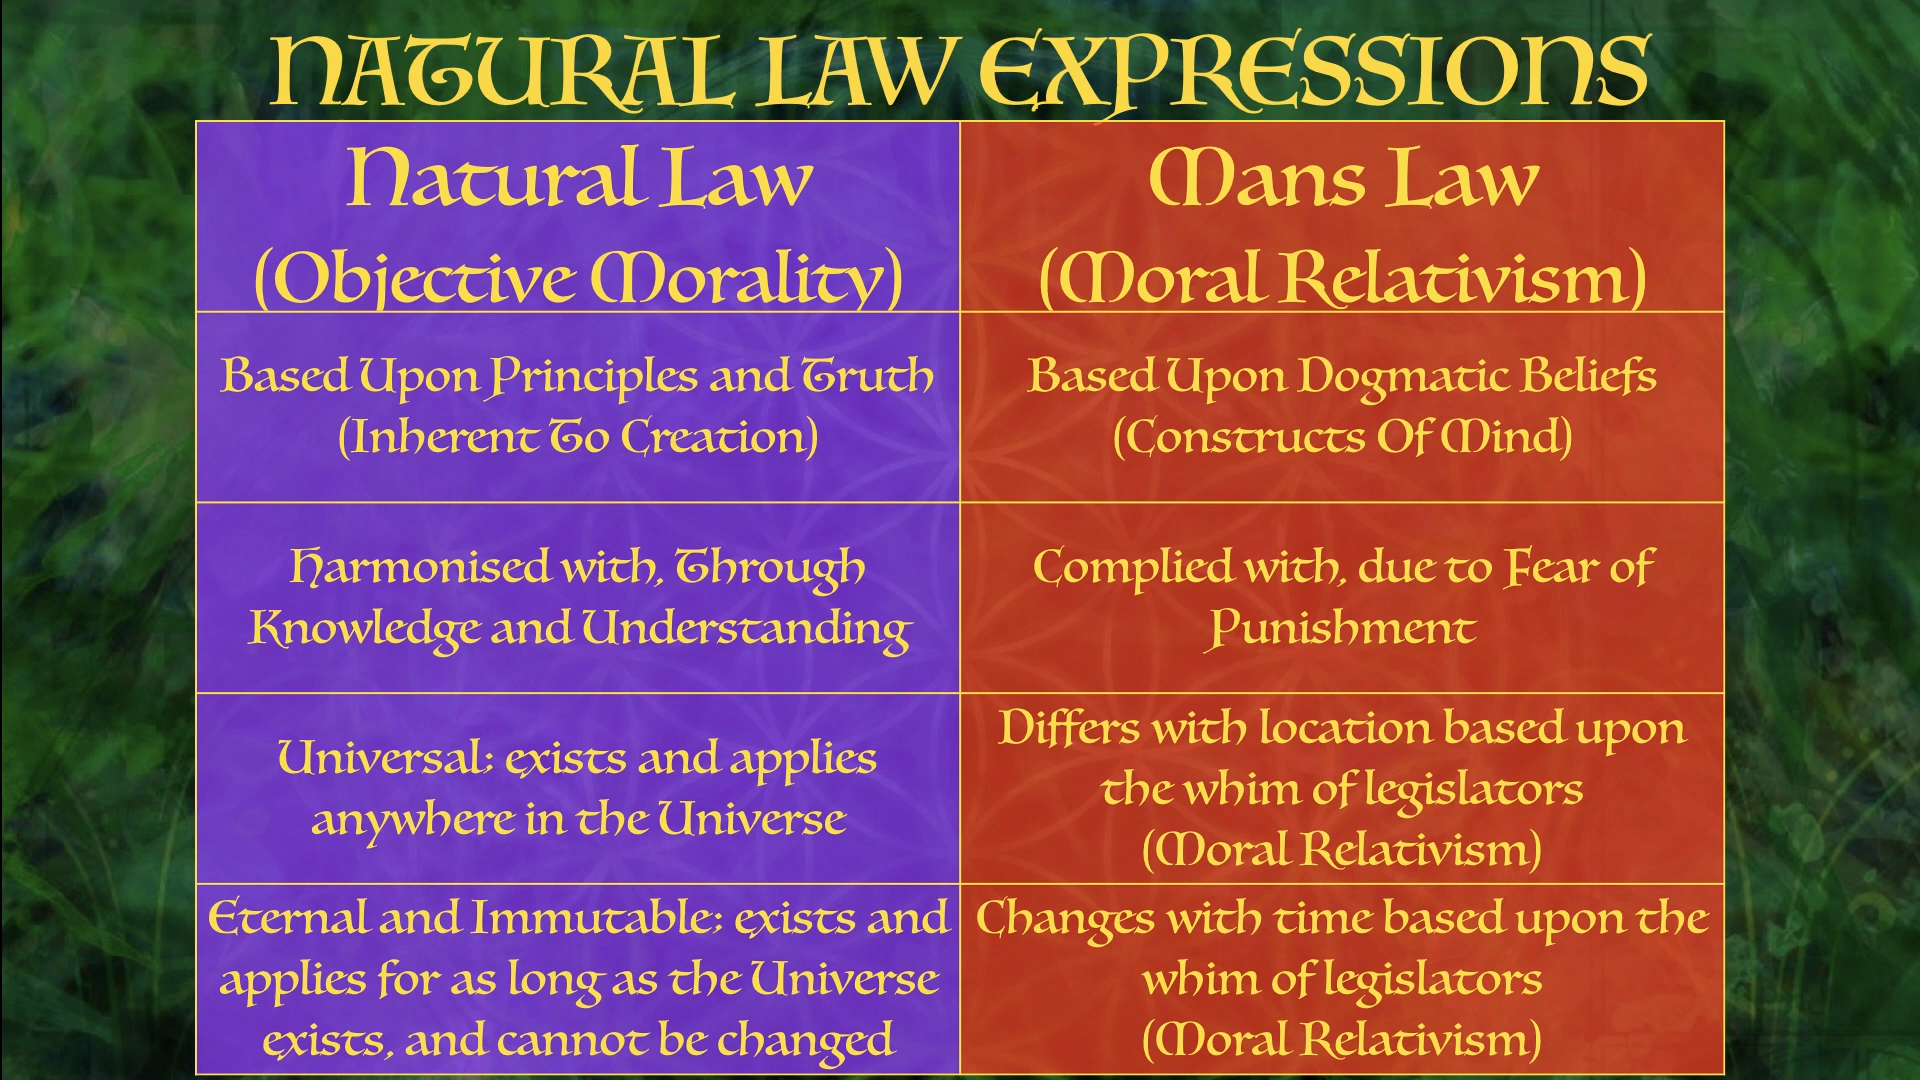 NATURAL LAW EXPRESSIONS
Natural Law
(Objective Morality)
Mans Law
(Moral Relativism)
Based Upon Principles and Truth
(Inherent To Creation)
Based Upon Dogmatic Beliefs
(Constructs Of Mind)
Harmonised with, Through
Knowledge and Understanding
Complied with, due to Fear of
Punishment
Universal; exists and applies
anywhere in the Universe
Differs with location based upon
the whim of legislators
(Moral Relativism)
Eternal and Immutable; exists and
applies for as long as the Universe
exists, and cannot be changed
Changes with time based upon the
whim of legislators
(Moral Relativism)